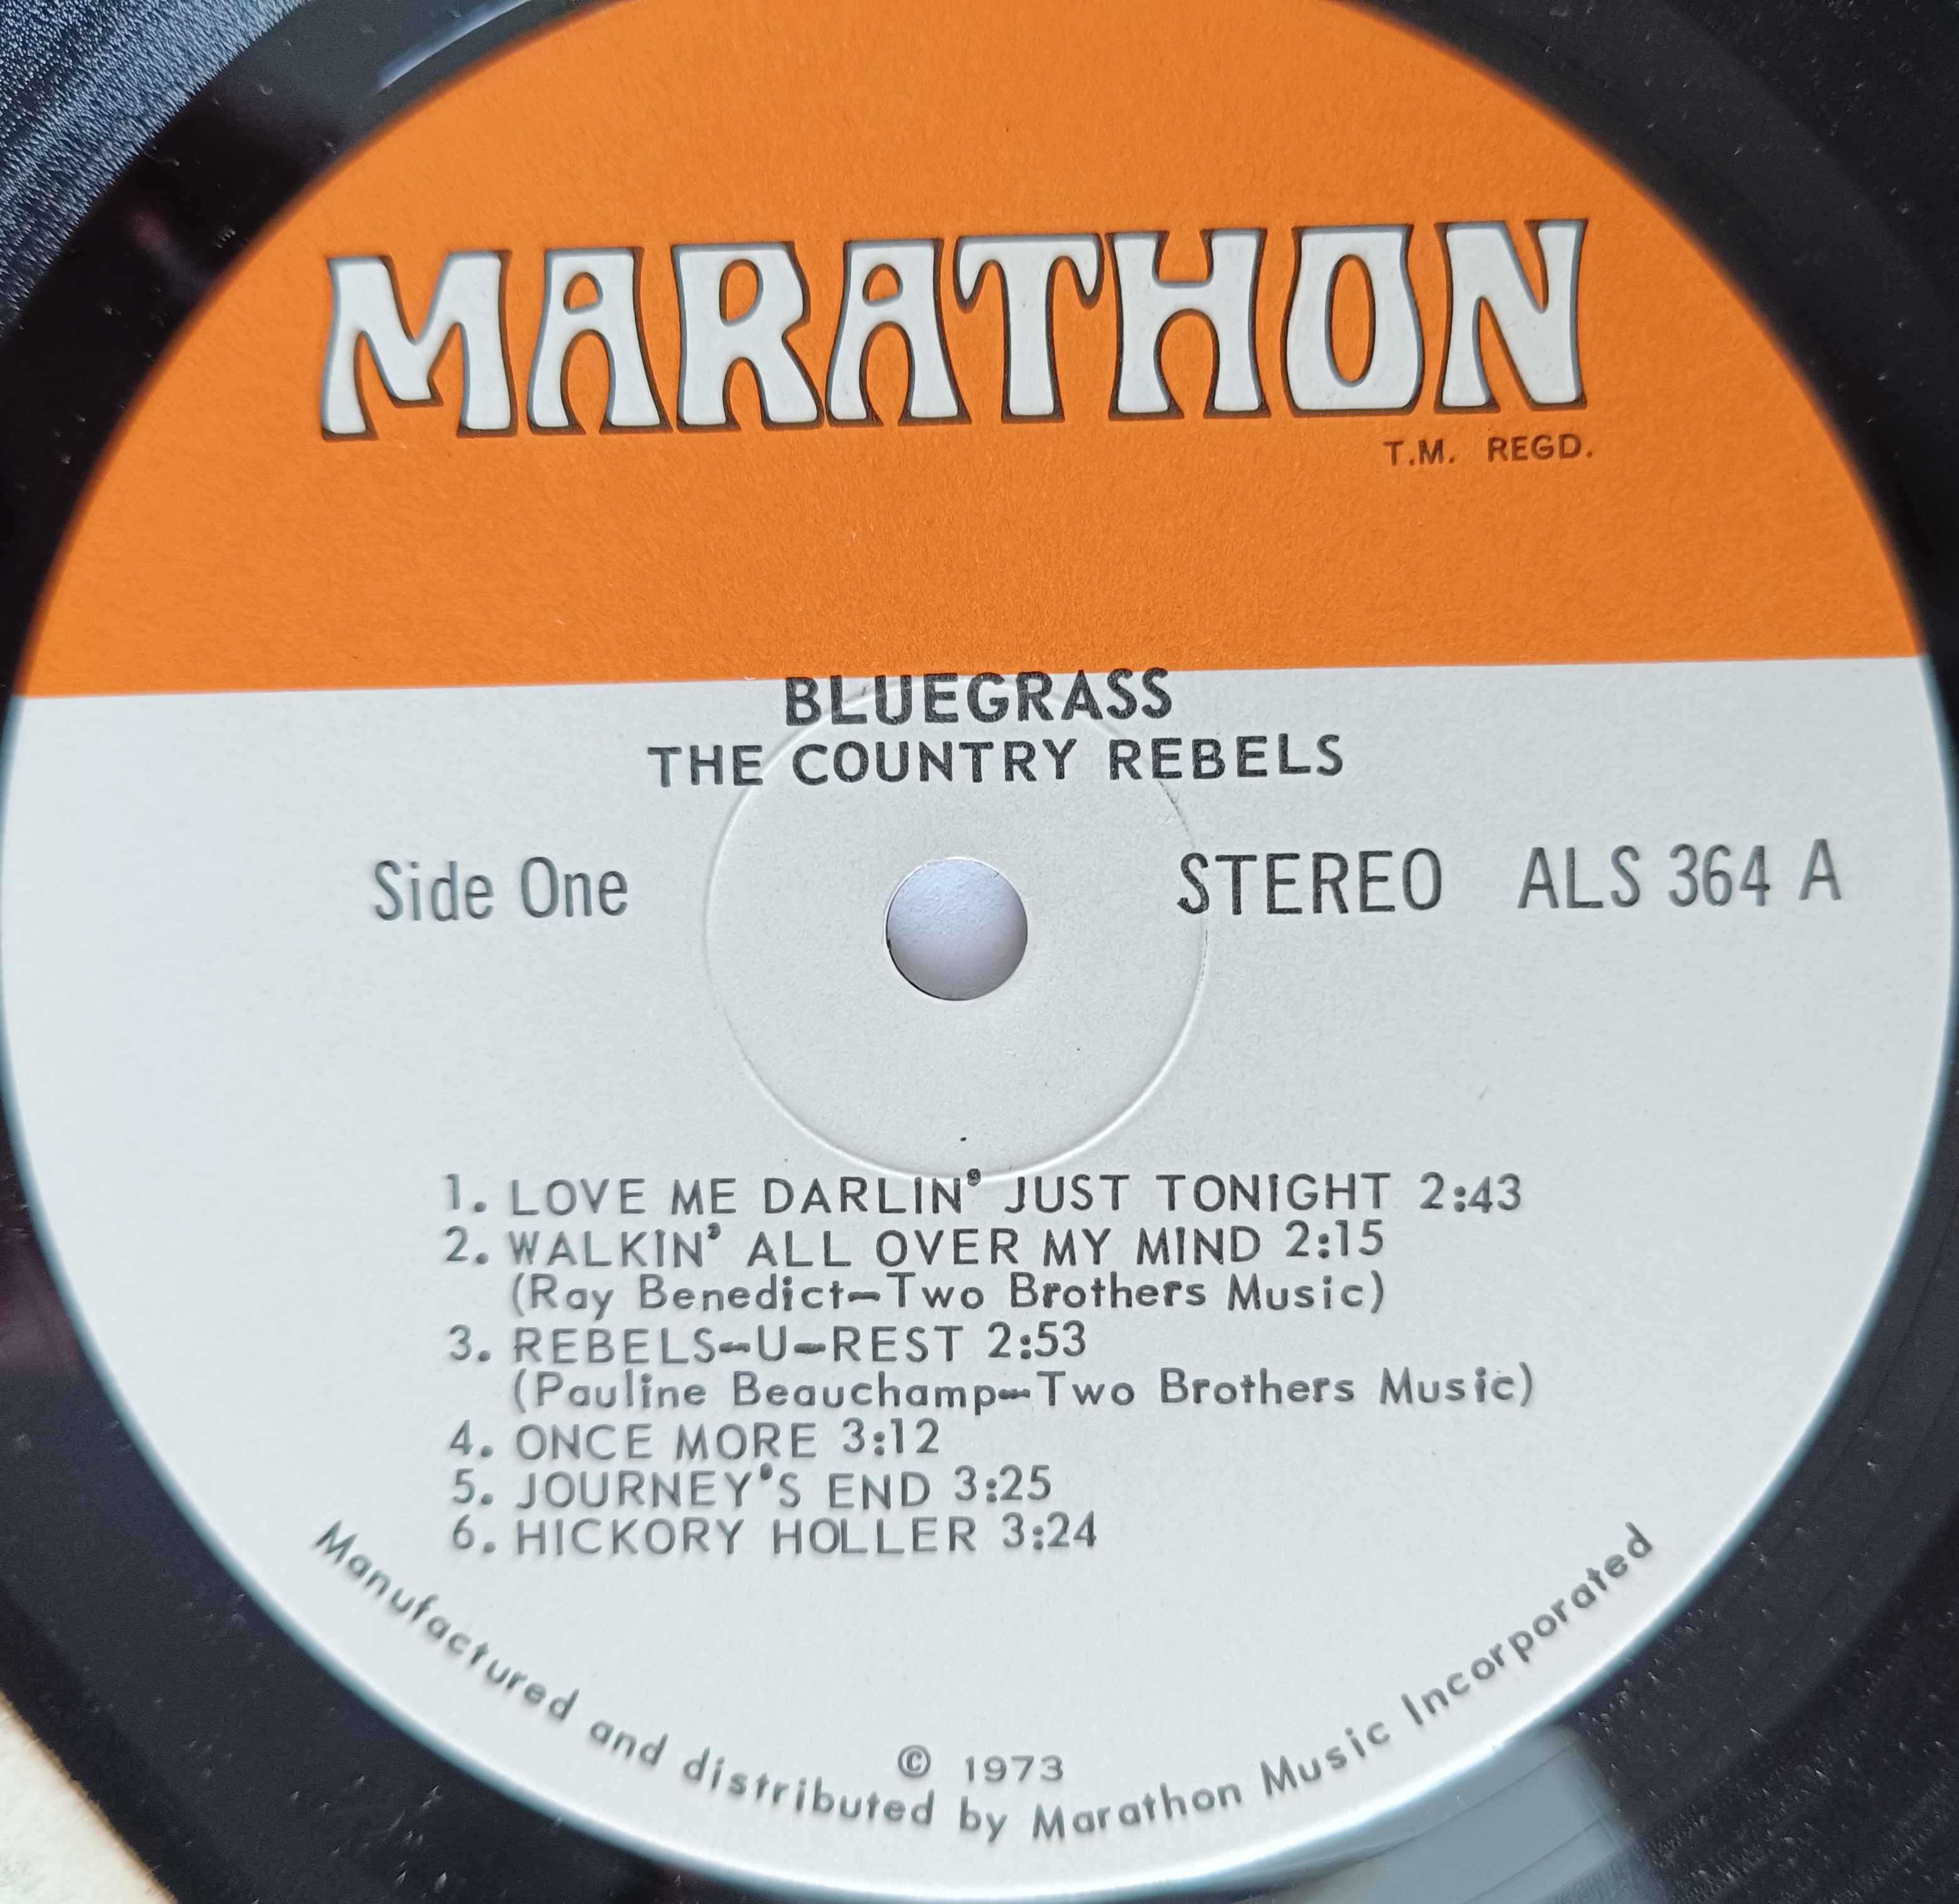 MARATHON
T.M. REGD.
BLUEGRASS
THE COUNTRY REBELS
Side One
STEREO ALS 364 A
1. LOVE ME DARLIN' JUST TONIGHT 2:43
2. WALKIN' ALL OVER MY MIND 2:15
(Ray Benedict-Two Brothers Music)
3. REBELS-U-REST 2:53
(Pauline Beauchamp-Two Brothers Music)
4. ONCE MORE 3:12
5. JOURNEY'S END 3:25
6. HICKORY HOLLER 3:24
© 1973
Manufactured and distributed by Marathon Music Incorporated